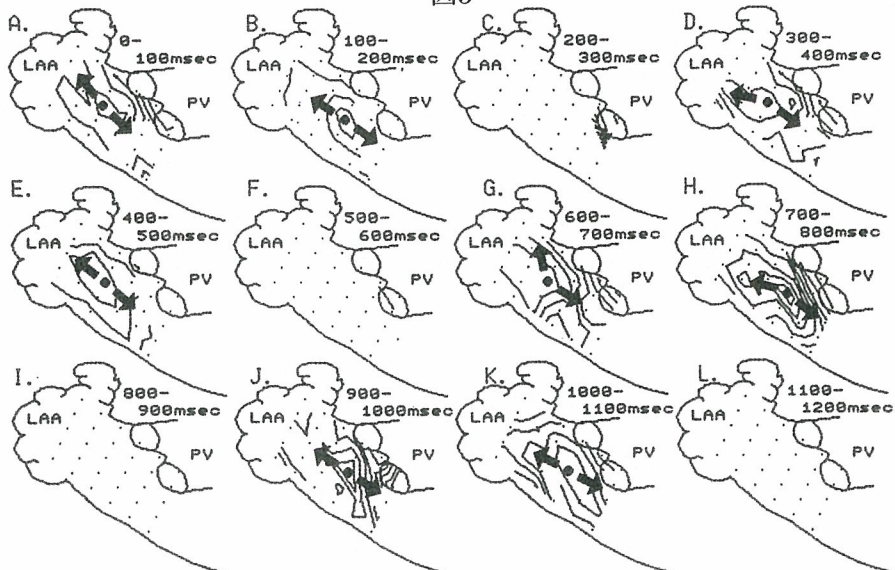 図5
A. 0-
100msec
LAA
PV
B. 100-
200msec
LAA
PV
C. 200-
300msec
LAA
PV
D. 300-
400msec
LAA
PV
E. 400-
500msec
LAA
PV
F. 500-
600msec
LAA
PV
G. 600-
700msec
LAA
PV
H. 700-
800msec
LAA
PV
I. 800-
900msec
LAA
PV
J. 900-
1000msec
LAA
PV
K. 1000-
1100msec
LAA
PV
L. 1100-
1200msec
LAA
PV